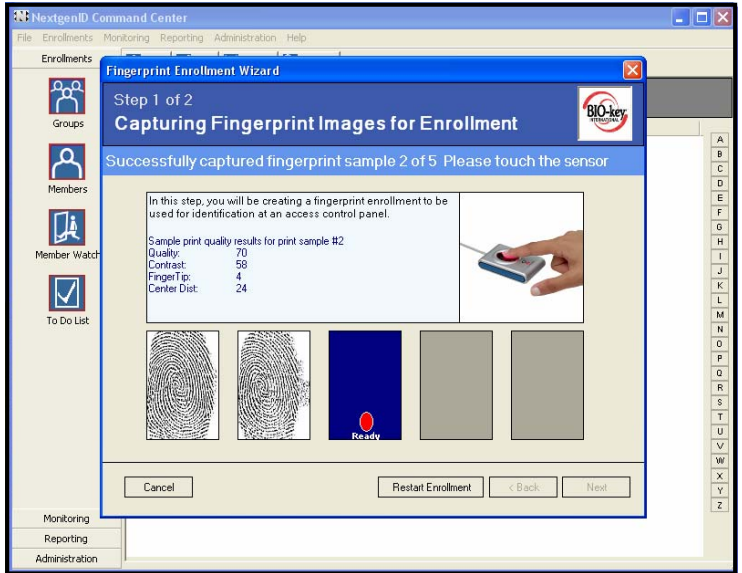 NextgenID Command Center
File Enrollments Monitoring Reporting Administration Help
Enrollments
Groups
Members
Member Watch
To Do List
Monitoring
Reporting
Administration
Fingerprint Enrollment Wizard
Step 1 of 2
Capturing Fingerprint Images for Enrollment
BIO-key
INTERNATIONAL
Successfully captured fingerprint sample 2 of 5 Please touch the sensor
In this step, you will be creating a fingerprint enrollment to be
used for identification at an access control panel.
Sample print quality results for print sample #2
Quality: 70
Contrast: 58
FingerTip: 4
Center Dist: 24
Ready
Cancel Restart Enrollment < Back Next
A
B
C
D
E
F
G
H
I
J
K
L
M
N
O
P
Q
R
S
T
U
V
W
X
Y
Z